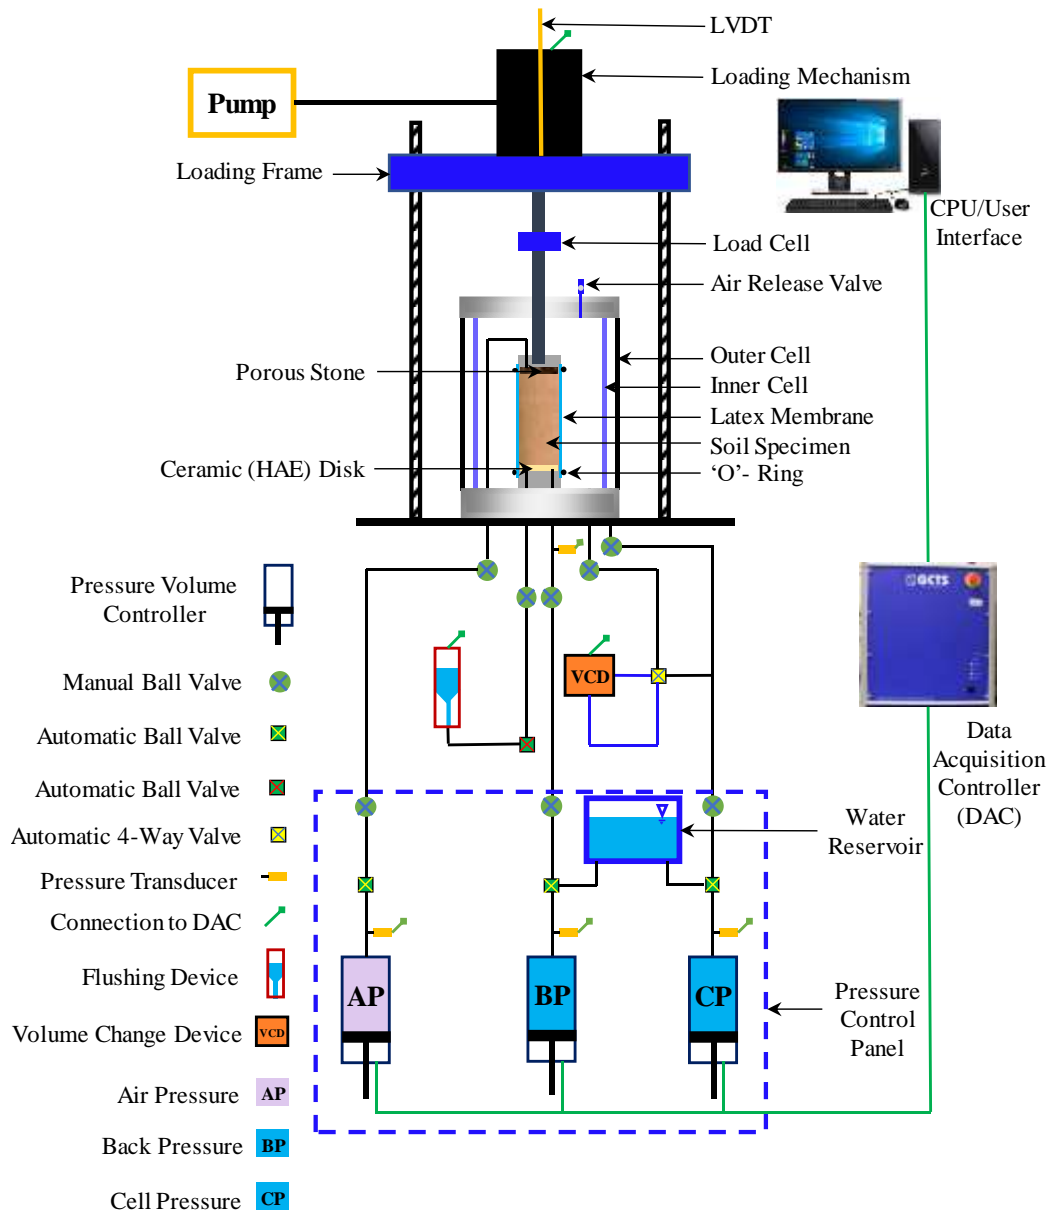 LVDT
Loading Mechanism
Pump
Loading Frame
CPU/User
Interface
Load Cell
Air Release Valve
Outer Cell
Porous Stone
Inner Cell
Latex Membrane
Soil Specimen
Ceramic (HAE) Disk
‘O’- Ring
Pressure Volume
Controller
GCTS
Manual Ball Valve
VCD
Automatic Ball Valve
Data
Acquisition
Controller
(DAC)
Automatic Ball Valve
Water
Reservoir
Automatic 4-Way Valve
Pressure Transducer
Connection to DAC
Flushing Device
AP
BP
CP
Pressure
Control
Panel
Volume Change Device
VCD
Air Pressure
AP
Back Pressure
BP
Cell Pressure
CP